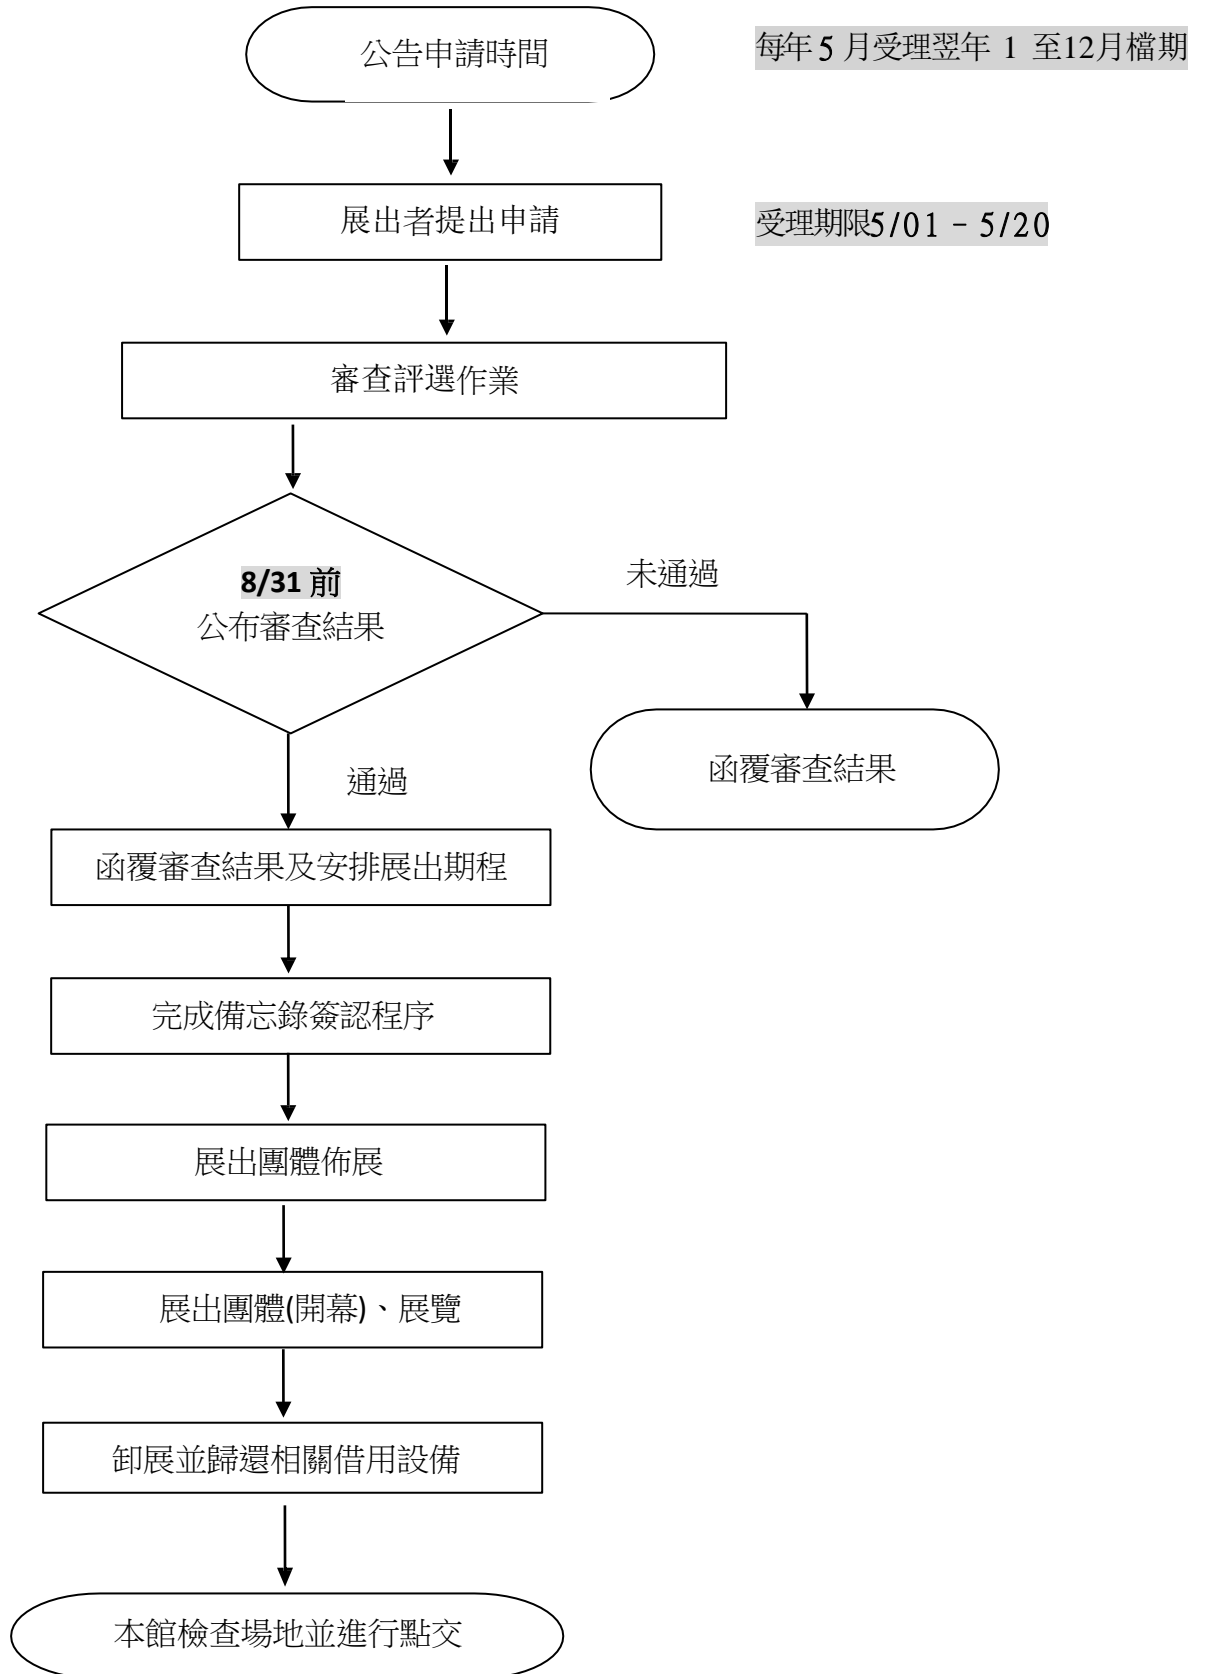 公告申請時間
每年5 月受理翌年 1 至12月檔期
展出者提出申請
受理期限5/01 – 5/20
審查評選作業
8/31 前
公布審查結果
未通過
函覆審查結果
通過
函覆審查結果及安排展出期程
完成備忘錄簽認程序
展出團體佈展
展出團體(開幕)、展覽
卸展並歸還相關借用設備
本館檢查場地並進行點交